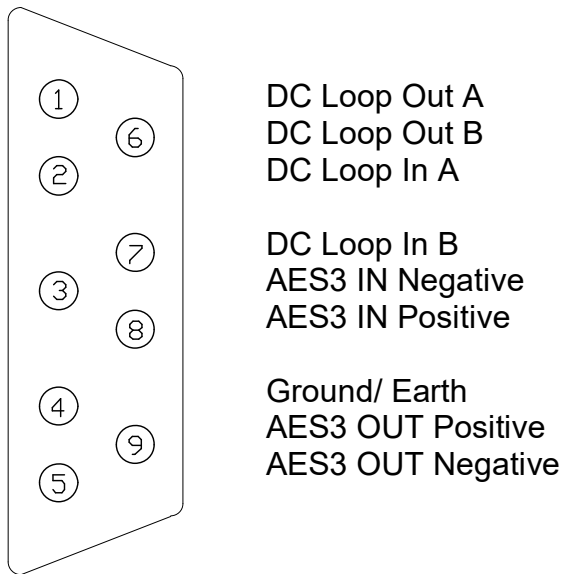 1
6
2
7
3
8
4
9
5
DC Loop Out A
DC Loop Out B
DC Loop In A
DC Loop In B
AES3 IN Negative
AES3 IN Positive
Ground/ Earth
AES3 OUT Positive
AES3 OUT Negative